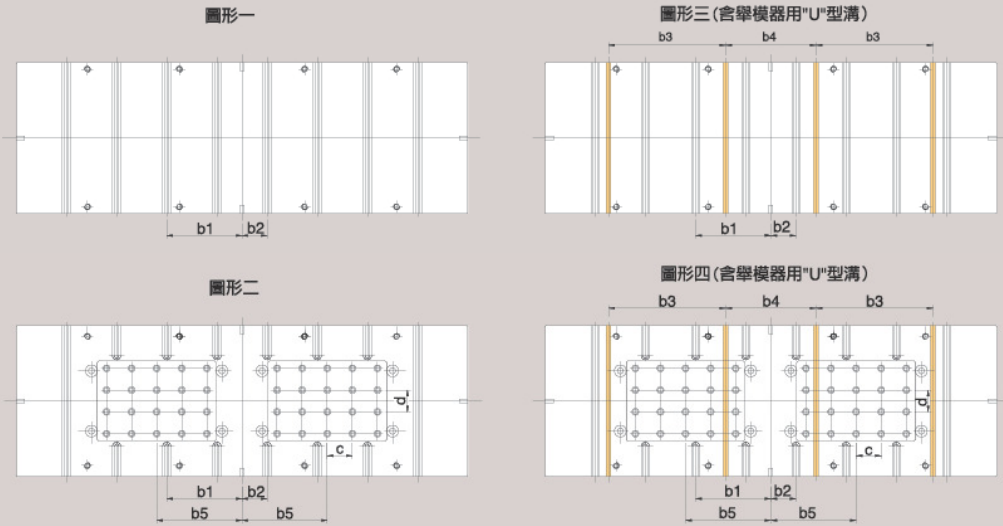 圖形一
b1 b2
圖形三(含舉模器用"U"型溝)
b3 b4 b3
b1 b2
圖形二
d
c
b1 b2
b5 b5
圖形四(含舉模器用"U"型溝)
b3 b4 b3
d
c
b1 b2
b5 b5